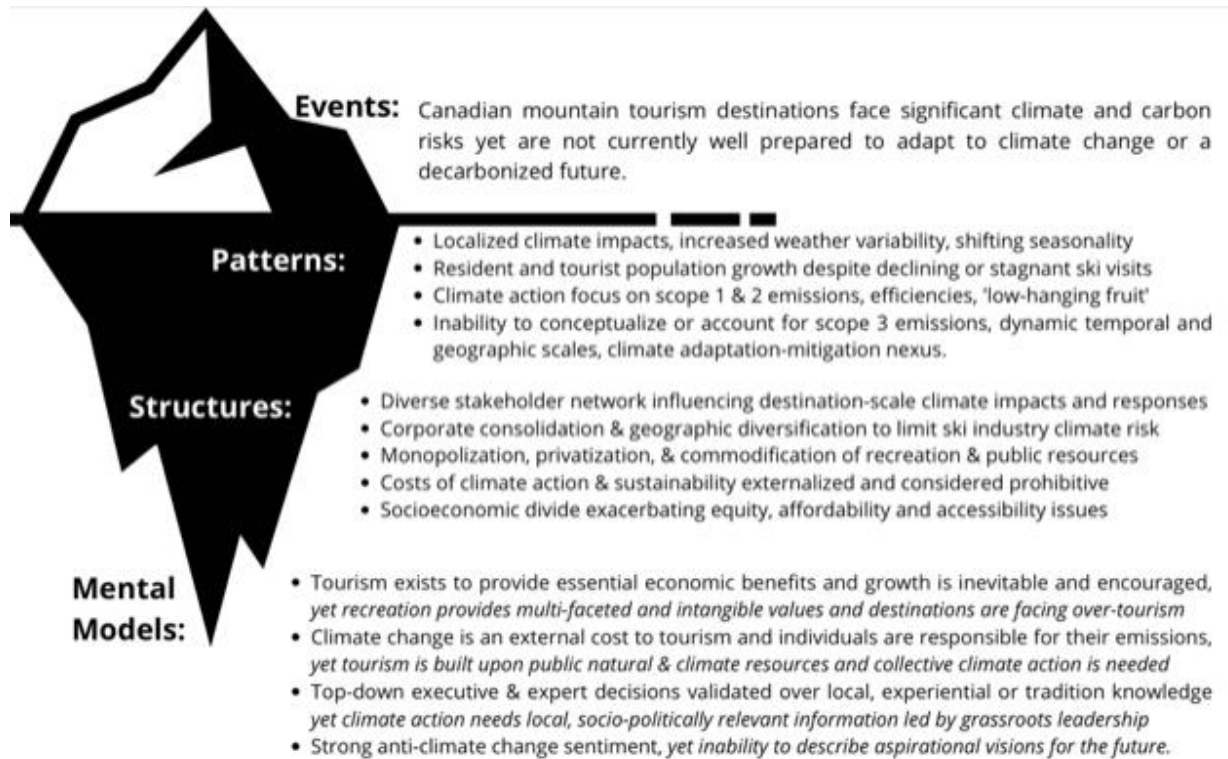 Events: Canadian mountain tourism destinations face significant climate and carbon
risks yet are not currently well prepared to adapt to climate change or a
decarbonized future.
Patterns:
• Localized climate impacts, increased weather variability, shifting seasonality
• Resident and tourist population growth despite declining or stagnant ski visits
• Climate action focus on scope 1 & 2 emissions, efficiencies, 'low-hanging fruit'
• Inability to conceptualize or account for scope 3 emissions, dynamic temporal and
geographic scales, climate adaptation-mitigation nexus.
Structures:
• Diverse stakeholder network influencing destination-scale climate impacts and responses
• Corporate consolidation & geographic diversification to limit ski industry climate risk
• Monopolization, privatization, & commodification of recreation & public resources
• Costs of climate action & sustainability externalized and considered prohibitive
• Socioeconomic divide exacerbating equity, affordability and accessibility issues
Mental
Models:
• Tourism exists to provide essential economic benefits and growth is inevitable and encouraged,
yet recreation provides multi-faceted and intangible values and destinations are facing over-tourism
• Climate change is an external cost to tourism and individuals are responsible for their emissions,
yet tourism is built upon public natural & climate resources and collective climate action is needed
• Top-down executive & expert decisions validated over local, experiential or tradition knowledge
yet climate action needs local, socio-politically relevant information led by grassroots leadership
• Strong anti-climate change sentiment, yet inability to describe aspirational visions for the future.